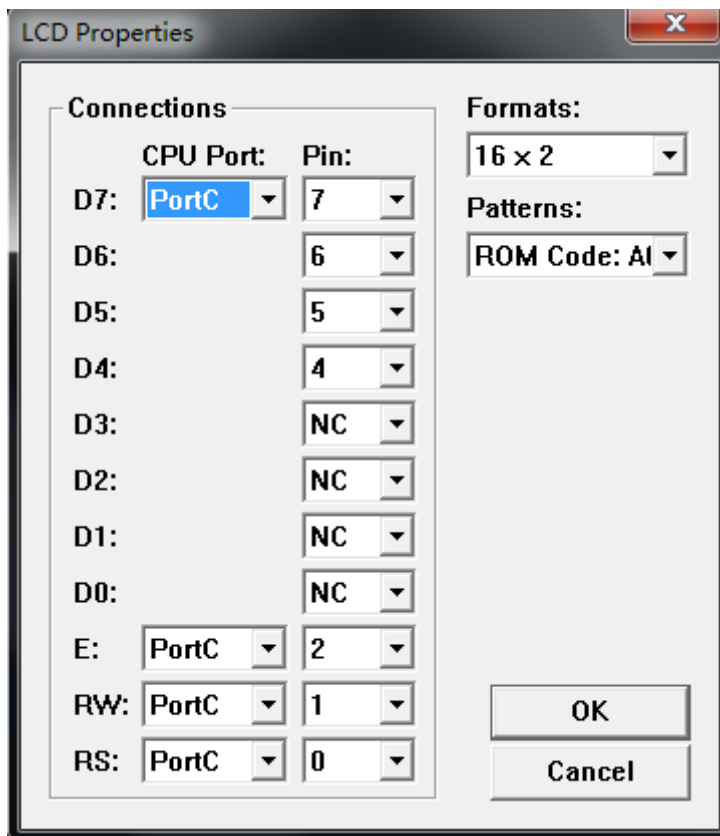 LCD Properties
Connections
Formats:
CPU Port: Pin:
16 × 2
D7: PortC 7
Patterns:
D6: 6
ROM Code: A
D5: 5
D4: 4
D3: NC
D2: NC
D1: NC
D0: NC
E: PortC 2
RW: PortC 1
OK
RS: PortC 0
Cancel